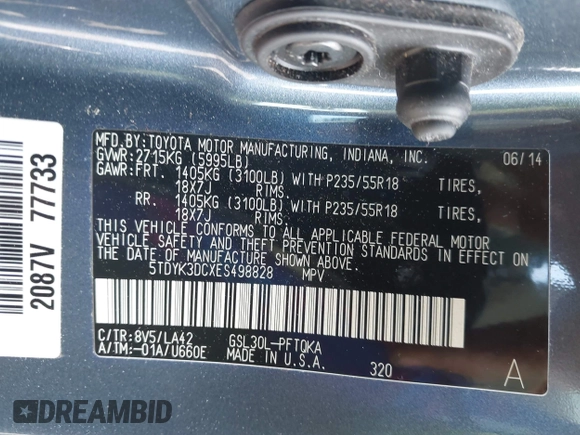 MFD.BY:TOYOTA MOTOR MANUFACTURING, INDIANA, INC.
GVWR:2715KG (5995LB) 06/14
GAWR:FRT. 1405KG (3100LB) WITH P235/55R18 TIRES,
18X7J RIMS.
RR. 1405KG (3100LB) WITH P235/55R18 TIRES,
18X7J RIMS.
THIS VEHICLE CONFORMS TO ALL APPLICABLE FEDERAL MOTOR
VEHICLE SAFETY AND THEFT PREVENTION STANDARDS IN EFFECT ON
THE DATE OF MANUFACTURE SHOWN ABOVE.
5TDYK3DCXES498828 MPV
C/TR:8V5/LA42 GSL30L-PFTQKA
A/TM:-01A/U660E MADE IN U.S.A. 320 A
2087V 77733
DREAMBID